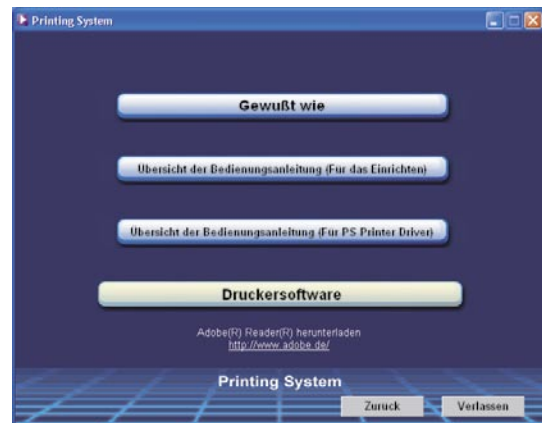 Printing System
Gewußt wie
Übersicht der Bedienungsanleitung (Für das Einrichten)
Übersicht der Bedienungsanleitung (Für PS Printer Driver)
Druckersoftware
Adobe(R) Reader(R) herunterladen
http://www.adobe.de/
Printing System
Zuruck
Verlassen